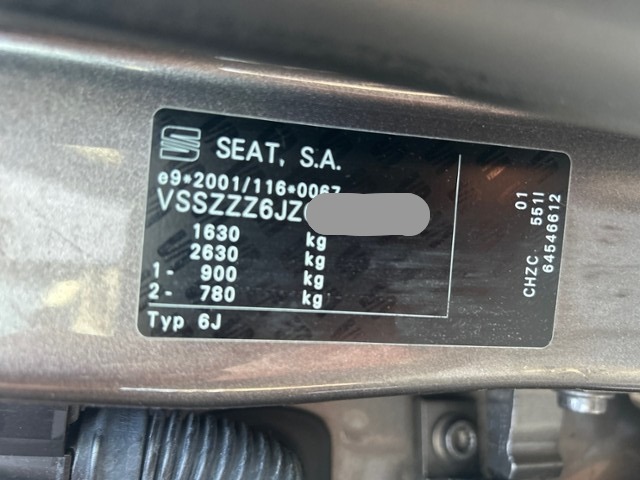 SEAT, S.A.
e9*2001/116*0067
VSSZZZ6JZ
1630 kg
2630 kg
1- 900 kg
2- 780 kg
Typ 6J
01
CHZC 551I
64546612